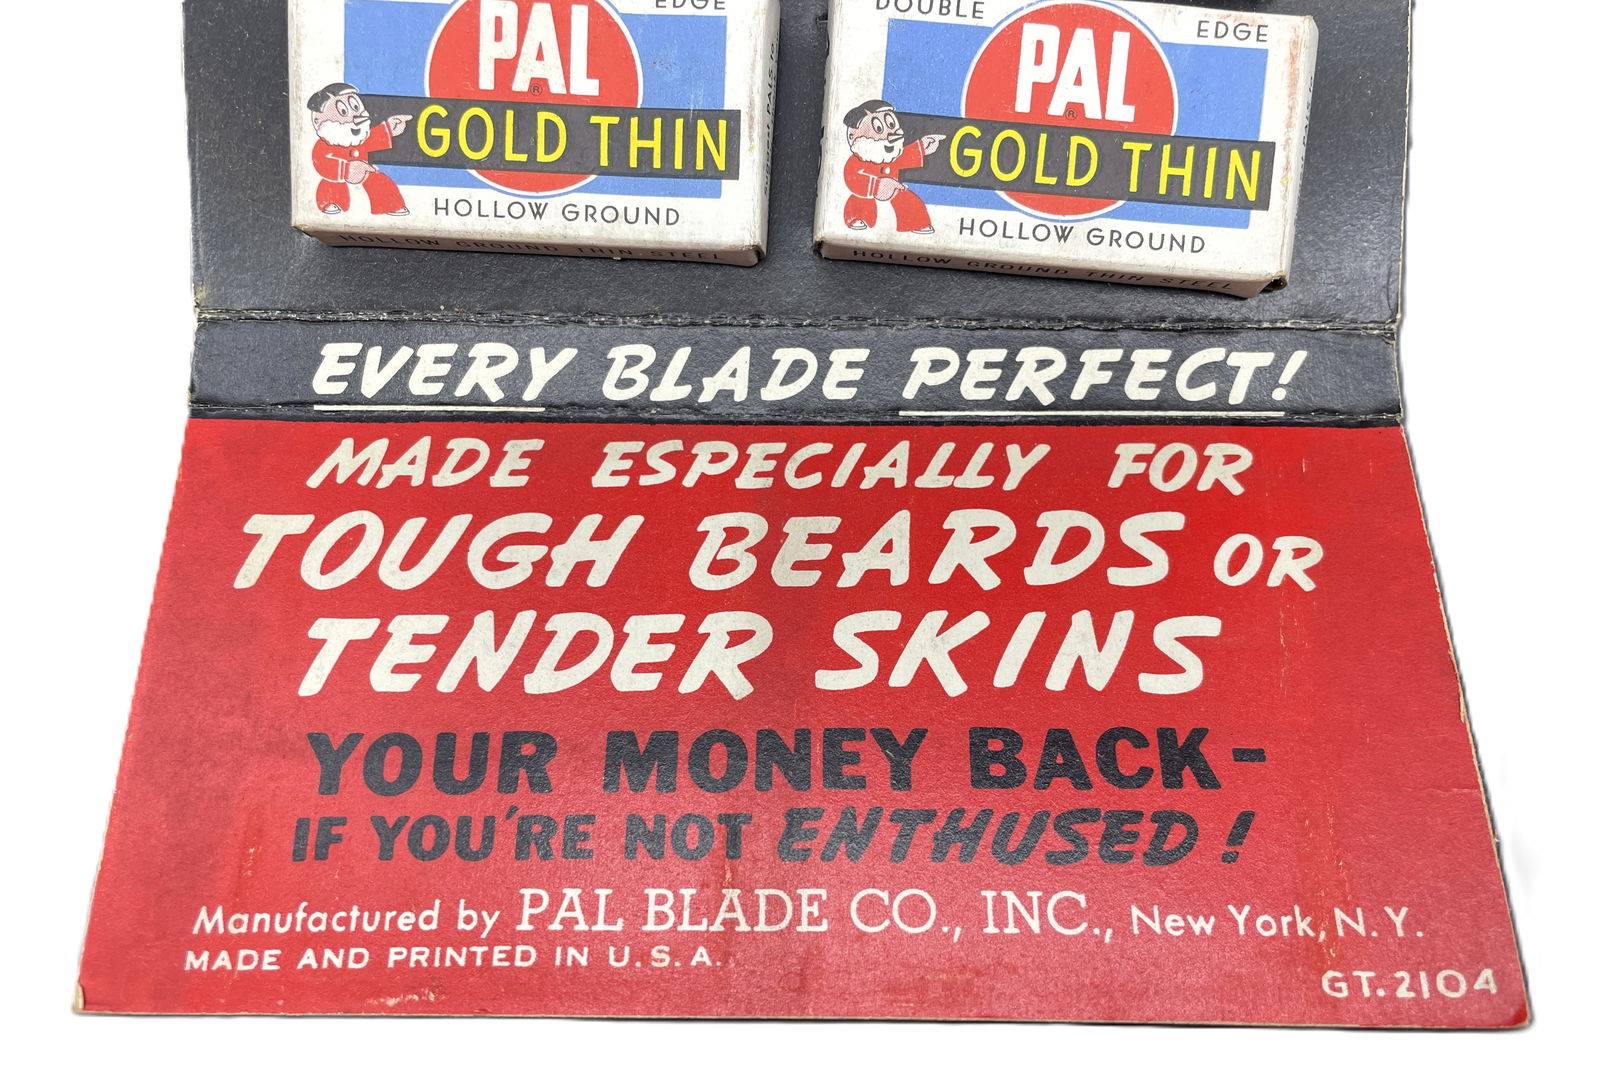 EDGE
PAL
®
GOLD THIN
HOLLOW GROUND
HOLLOW GROUND THIN STEEL
DOUBLE EDGE
PAL
®
GOLD THIN
HOLLOW GROUND
HOLLOW GROUND THIN STEEL
EVERY BLADE PERFECT!
MADE ESPECIALLY FOR
TOUGH BEARDS OR
TENDER SKINS
YOUR MONEY BACK-
IF YOU'RE NOT ENTHUSED!
Manufactured by PAL BLADE CO., INC., New York, N. Y.
MADE AND PRINTED IN U.S.A.
GT.2104